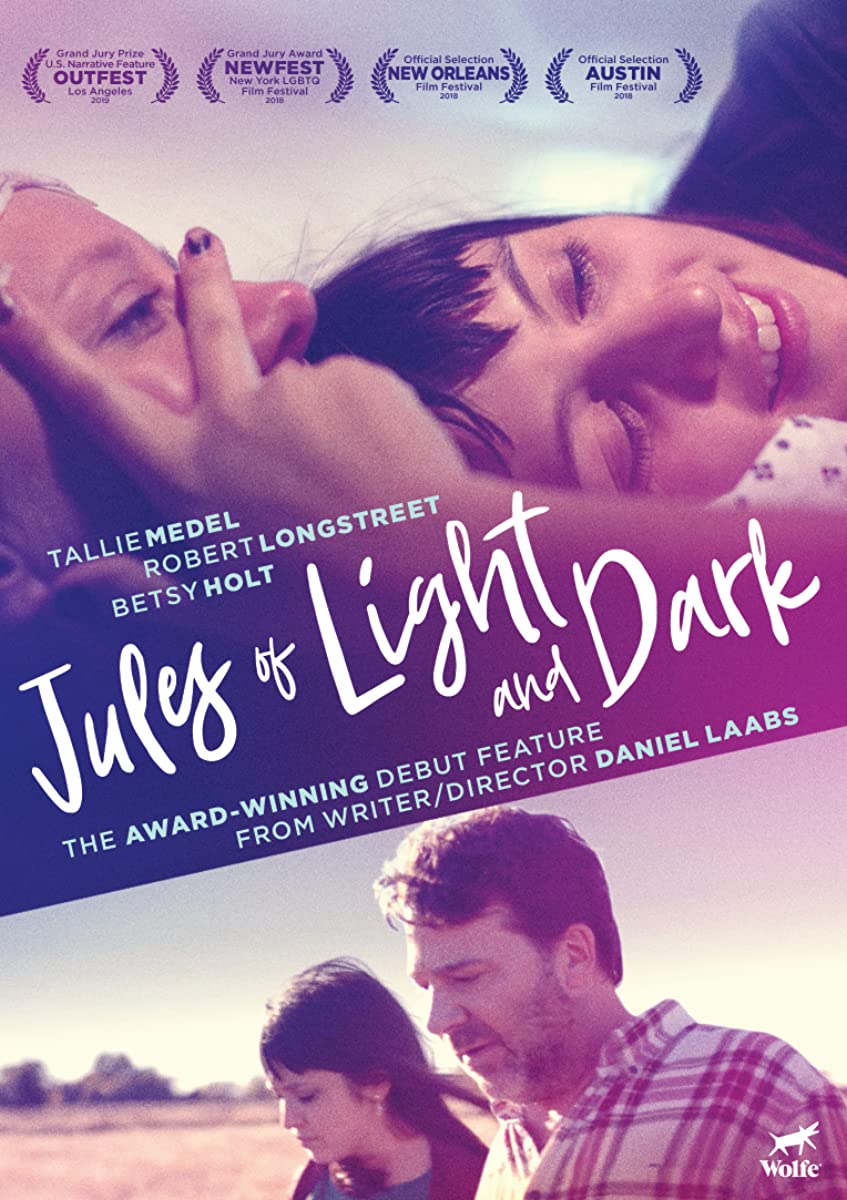 Grand Jury Prize
U.S. Narrative Feature
OUTFEST
Los Angeles
2019
Grand Jury Award
NEWFEST
New York LGBTQ
Film Festival
2018
Official Selection
NEW ORLEANS
Film Festival
2018
Official Selection
AUSTIN
Film Festival
2018
TALLIE MEDEL
ROBERT LONGSTREET
BETSY HOLT
Jules of Light and Dark
THE AWARD-WINNING DEBUT FEATURE
FROM WRITER/DIRECTOR DANIEL LAABS
Wolfe